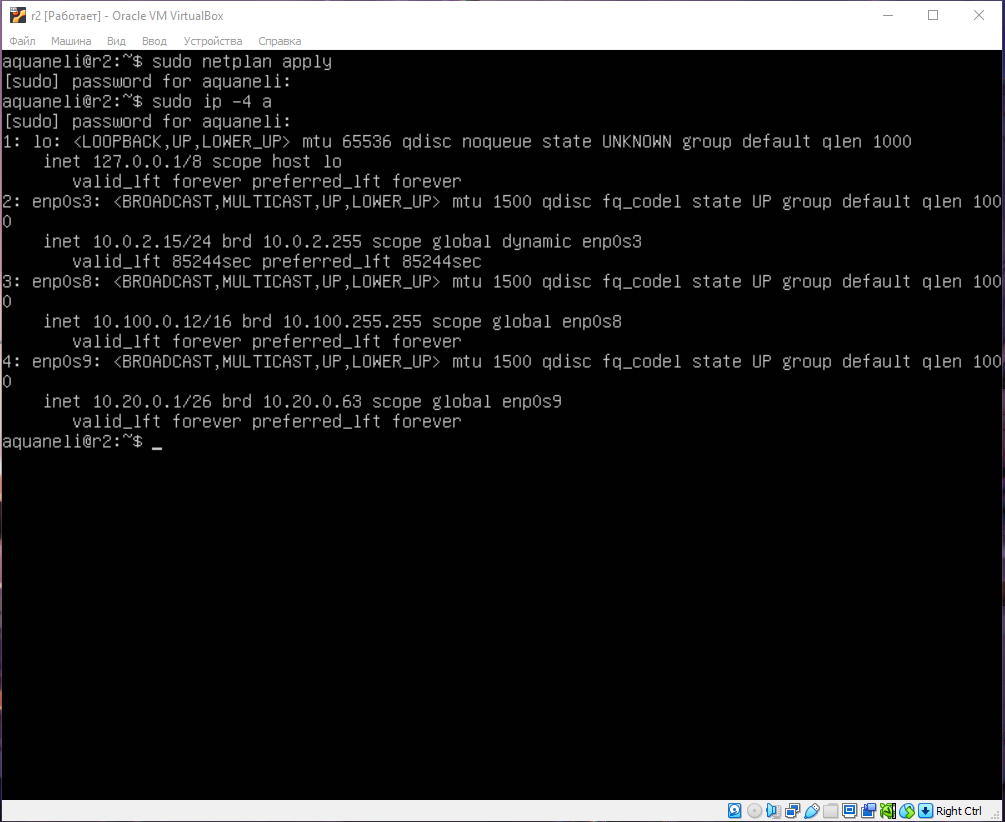 r2 [Работает] - Oracle VM VirtualBox
Файл Машина Вид Ввод Устройства Справка
aquaneli@r2:~$ sudo netplan apply
[sudo] password for aquaneli:
aquaneli@r2:~$ sudo ip -4 a
[sudo] password for aquaneli:
1: lo: <LOOPBACK,UP,LOWER_UP> mtu 65536 qdisc noqueue state UNKNOWN group default qlen 1000
    inet 127.0.0.1/8 scope host lo
       valid_lft forever preferred_lft forever
2: enp0s3: <BROADCAST,MULTICAST,UP,LOWER_UP> mtu 1500 qdisc fq_codel state UP group default qlen 100
0
    inet 10.0.2.15/24 brd 10.0.2.255 scope global dynamic enp0s3
       valid_lft 85244sec preferred_lft 85244sec
3: enp0s8: <BROADCAST,MULTICAST,UP,LOWER_UP> mtu 1500 qdisc fq_codel state UP group default qlen 100
0
    inet 10.100.0.12/16 brd 10.100.255.255 scope global enp0s8
       valid_lft forever preferred_lft forever
4: enp0s9: <BROADCAST,MULTICAST,UP,LOWER_UP> mtu 1500 qdisc fq_codel state UP group default qlen 100
0
    inet 10.20.0.1/26 brd 10.20.0.63 scope global enp0s9
       valid_lft forever preferred_lft forever
aquaneli@r2:~$ _
Right Ctrl